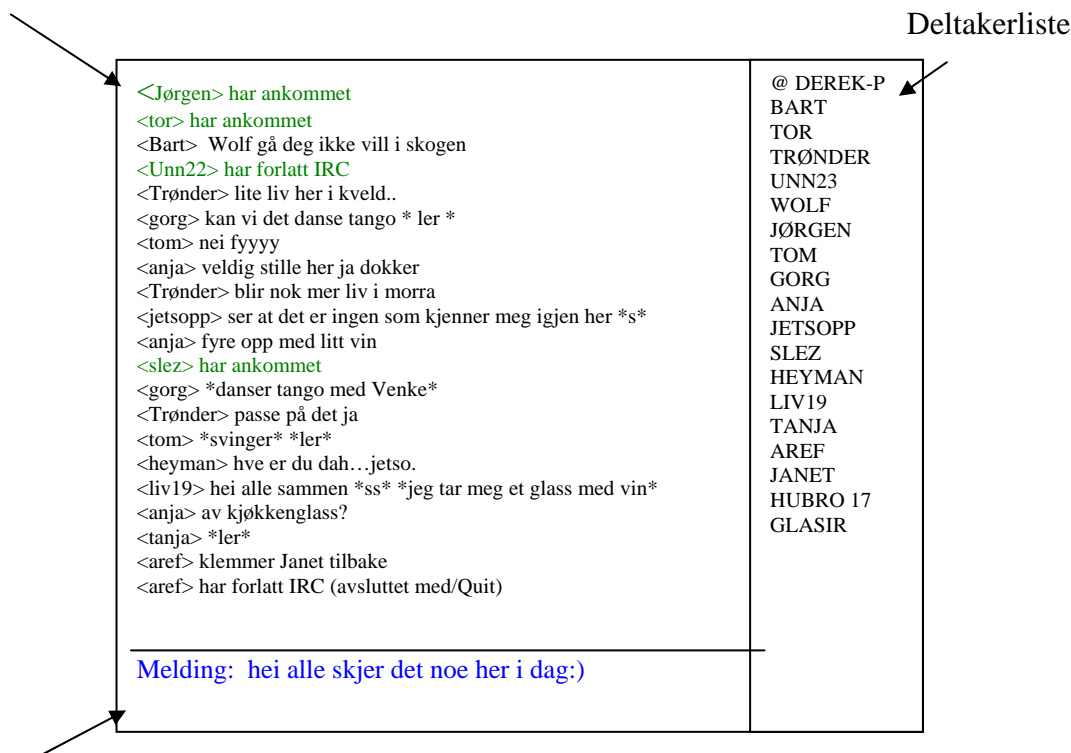 Deltakerliste
<Jørgen> har ankommet
<tor> har ankommet
<Bart> Wolf gå deg ikke vill i skogen
<Unn22> har forlatt IRC
<Trønder> lite liv her i kveld..
<gorg> kan vi det danse tango * ler *
<tom> nei fyyyy
<anja> veldig stille her ja dokker
<Trønder> blir nok mer liv i morra
<jetsopp> ser at det er ingen som kjenner meg igjen her *s*
<anja> fyre opp med litt vin
<slez> har ankommet
<gorg> *danser tango med Venke*
<Trønder> passe på det ja
<tom> *svinger* *ler*
<heyman> hve er du dah…jetso.
<liv19> hei alle sammen *ss* *jeg tar meg et glass med vin*
<anja> av kjøkkenglass?
<tanja> *ler*
<aref> klemmer Janet tilbake
<aref> har forlatt IRC (avsluttet med/Quit)
Melding: hei alle skjer det noe her i dag:)
@ DEREK-P
BART
TOR
TRØNDER
UNN23
WOLF
JØRGEN
TOM
GORG
ANJA
JETSOPP
SLEZ
HEYMAN
LIV19
TANJA
AREF
JANET
HUBRO 17
GLASIR